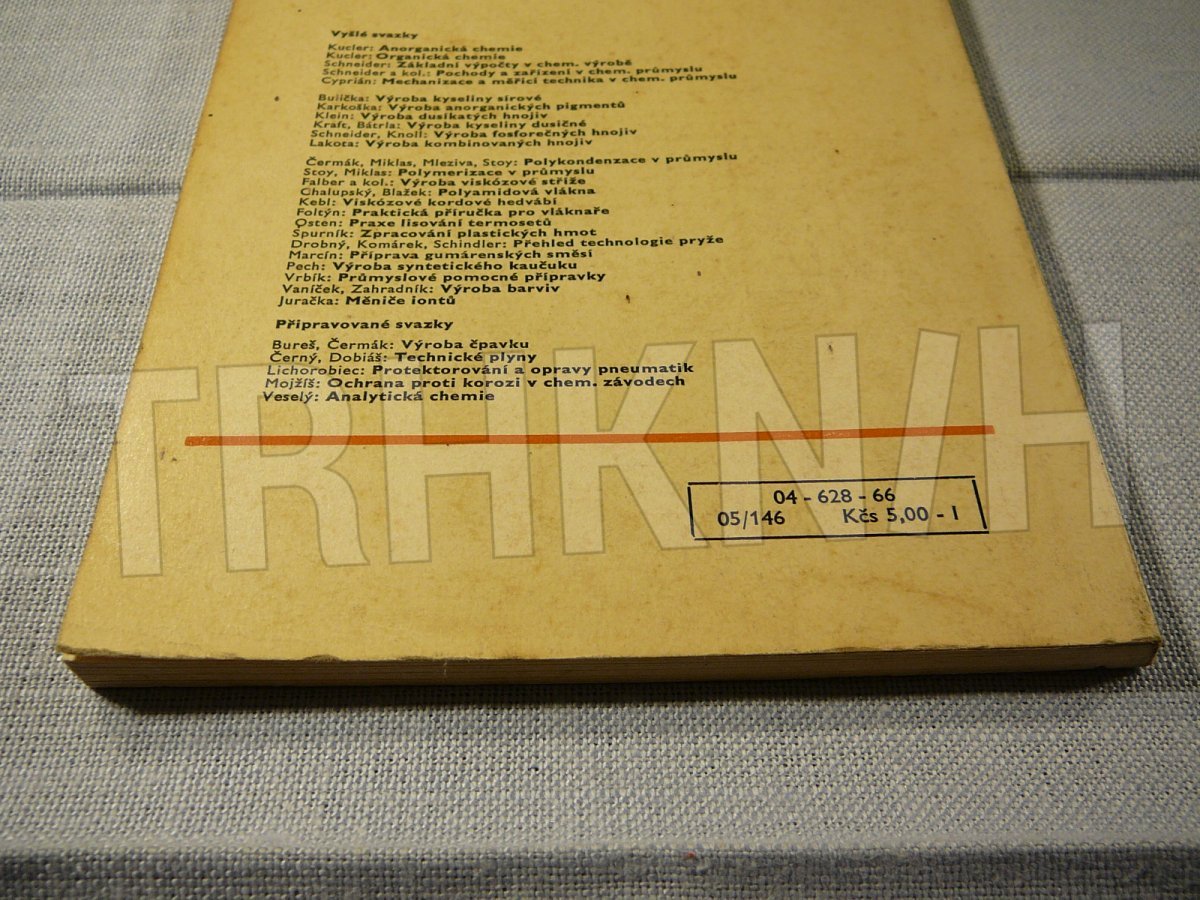 Vyšlé svazky
Kucler: Anorganická chemie
Kucler: Organická chemie
Schneider: Základní výpočty v chem. výrobě
Schneider a kol.: Pochody a zařízení v chem. průmyslu
Cyprián: Mechanizace a měřicí technika v chem. průmyslu
Bulička: Výroba kyseliny sírové
Karkoška: Výroba anorganických pigmentů
Klein: Výroba dusíkatých hnojiv
Kraft, Bátrla: Výroba kyseliny dusičné
Schneider, Knoll: Výroba fosforečných hnojiv
Lakota: Výroba kombinovaných hnojiv
Čermák, Miklas, Mleziva, Stoy: Polykondenzace v průmyslu
Stoy, Miklas: Polymerizace v průmyslu
Falber a kol.: Výroba viskózové střiže
Chalupský, Blažek: Polyamidová vlákna
Kebl: Viskózové kordové hedvábí
Foltýn: Praktická příručka pro vláknaře
Osten: Praxe lisování termosetů
Spurník: Zpracování plastických hmot
Drobný, Komárek, Schindler: Přehled technologie pryže
Marcín: Příprava gumárenských směsí
Pech: Výroba syntetického kaučuku
Vrbík: Průmyslové pomocné přípravky
Vaníček, Zahradník: Výroba barviv
Juračka: Měniče iontů
Připravované svazky
Bureš, Čermák: Výroba čpavku
Černý, Dobiáš: Technické plyny
Lichorobiec: Protektorování a opravy pneumatik
Mojžíš: Ochrana proti korozi v chem. závodech
Veselý: Analytická chemie
TRHKN/H
04 - 628 - 66
05/146 Kčs 5,00 - I